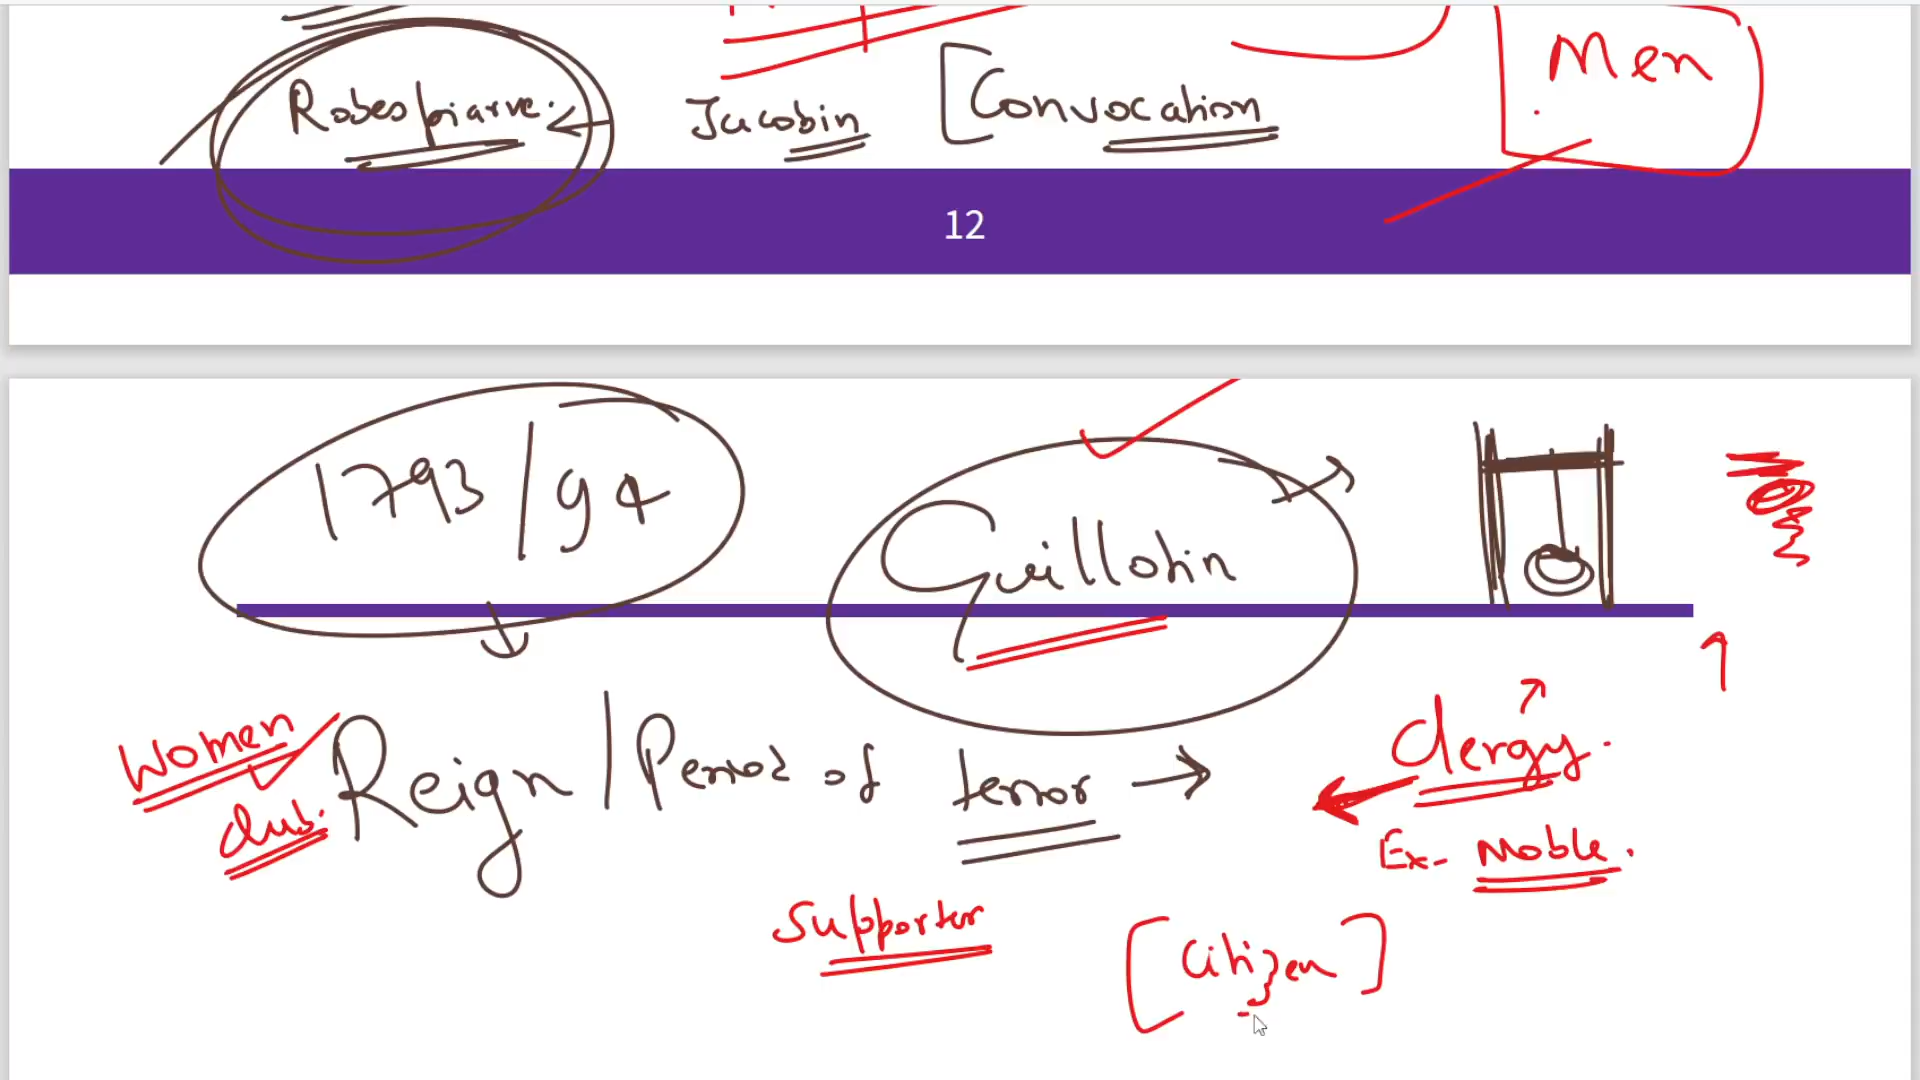 Men
Robespiarre. Jacobin [Convocation
12
1793/94 Guillotin
Women
club.
Reign/Period of terror →
Clergy.
Ex- Noble.
Supporter
[Citizen]